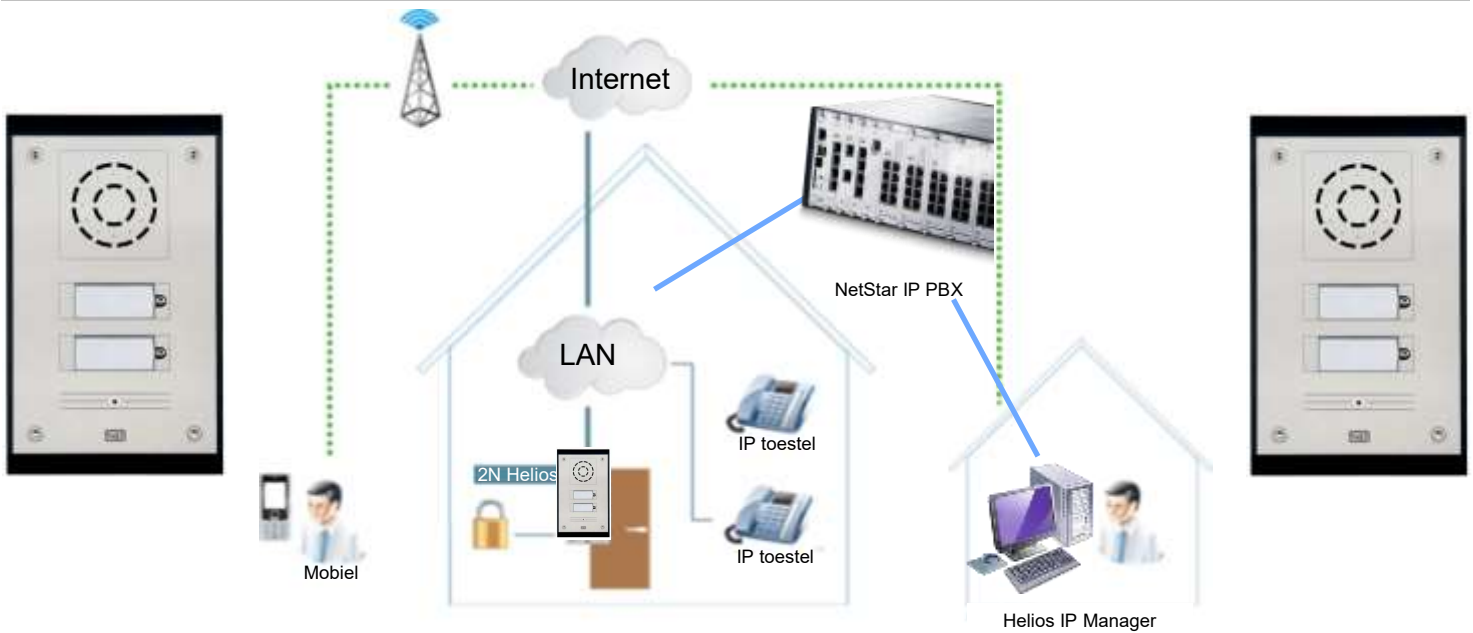 Internet
NetStar IP PBX
LAN
IP toestel
2N Helios
IP toestel
Mobiel
Helios IP Manager